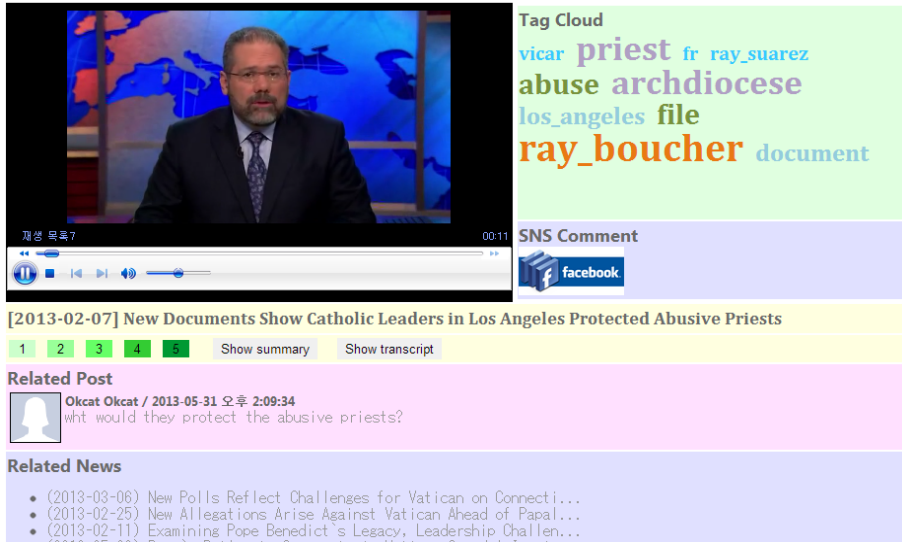 Tag Cloud
vicar priest fr ray_suarez
abuse archdiocese
los_angeles file
ray_boucher document
재생 목록7 00:11
SNS Comment
facebook
[2013-02-07] New Documents Show Catholic Leaders in Los Angeles Protected Abusive Priests
1 2 3 4 5 Show summary Show transcript
Related Post
Okcat Okcat / 2013-05-31 오후 2:09:34
wht would they protect the abusive priests?
Related News
(2013-03-06) New Polls Reflect Challenges for Vatican on Connecti...
(2013-02-25) New Allegations Arise Against Vatican Ahead of Papal...
(2013-02-11) Examining Pope Benedict`s Legacy, Leadership Challen...